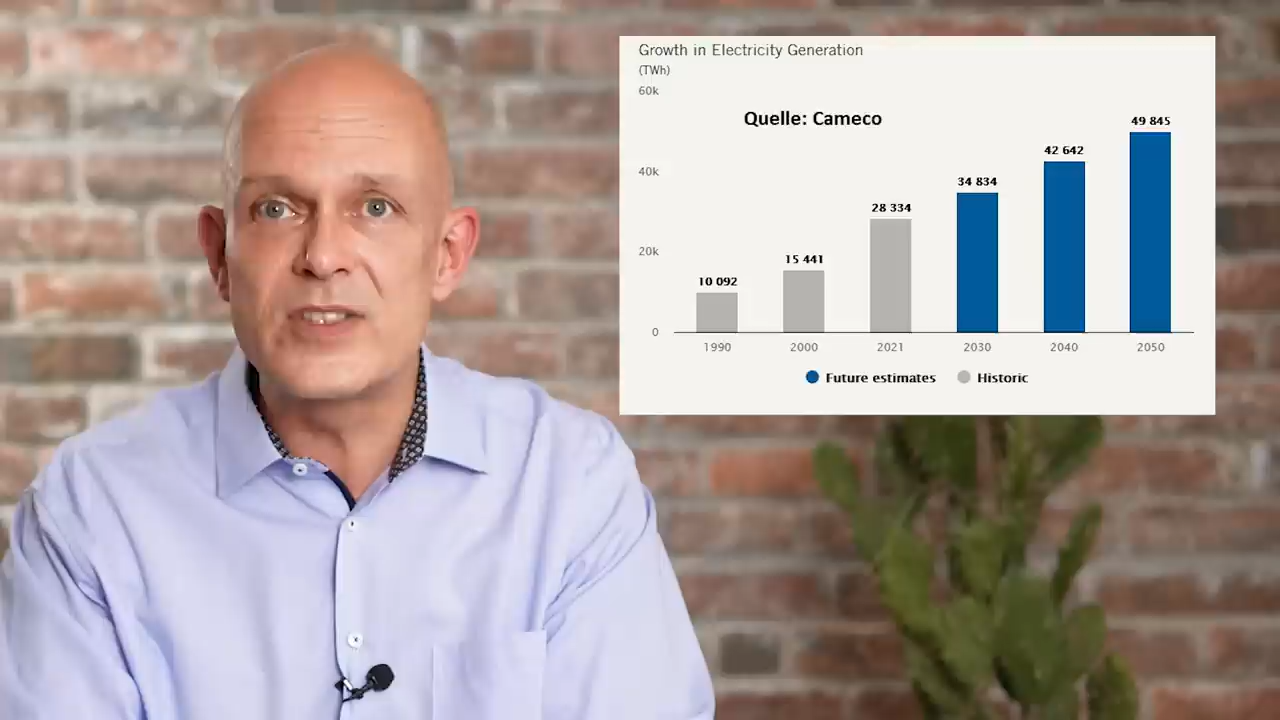 Growth in Electricity Generation
(TWh)
60k
Quelle: Cameco
49 845
42 642
40k
34 834
28 334
20k
15 441
10 092
0
1990 2000 2021 2030 2040 2050
Future estimates Historic